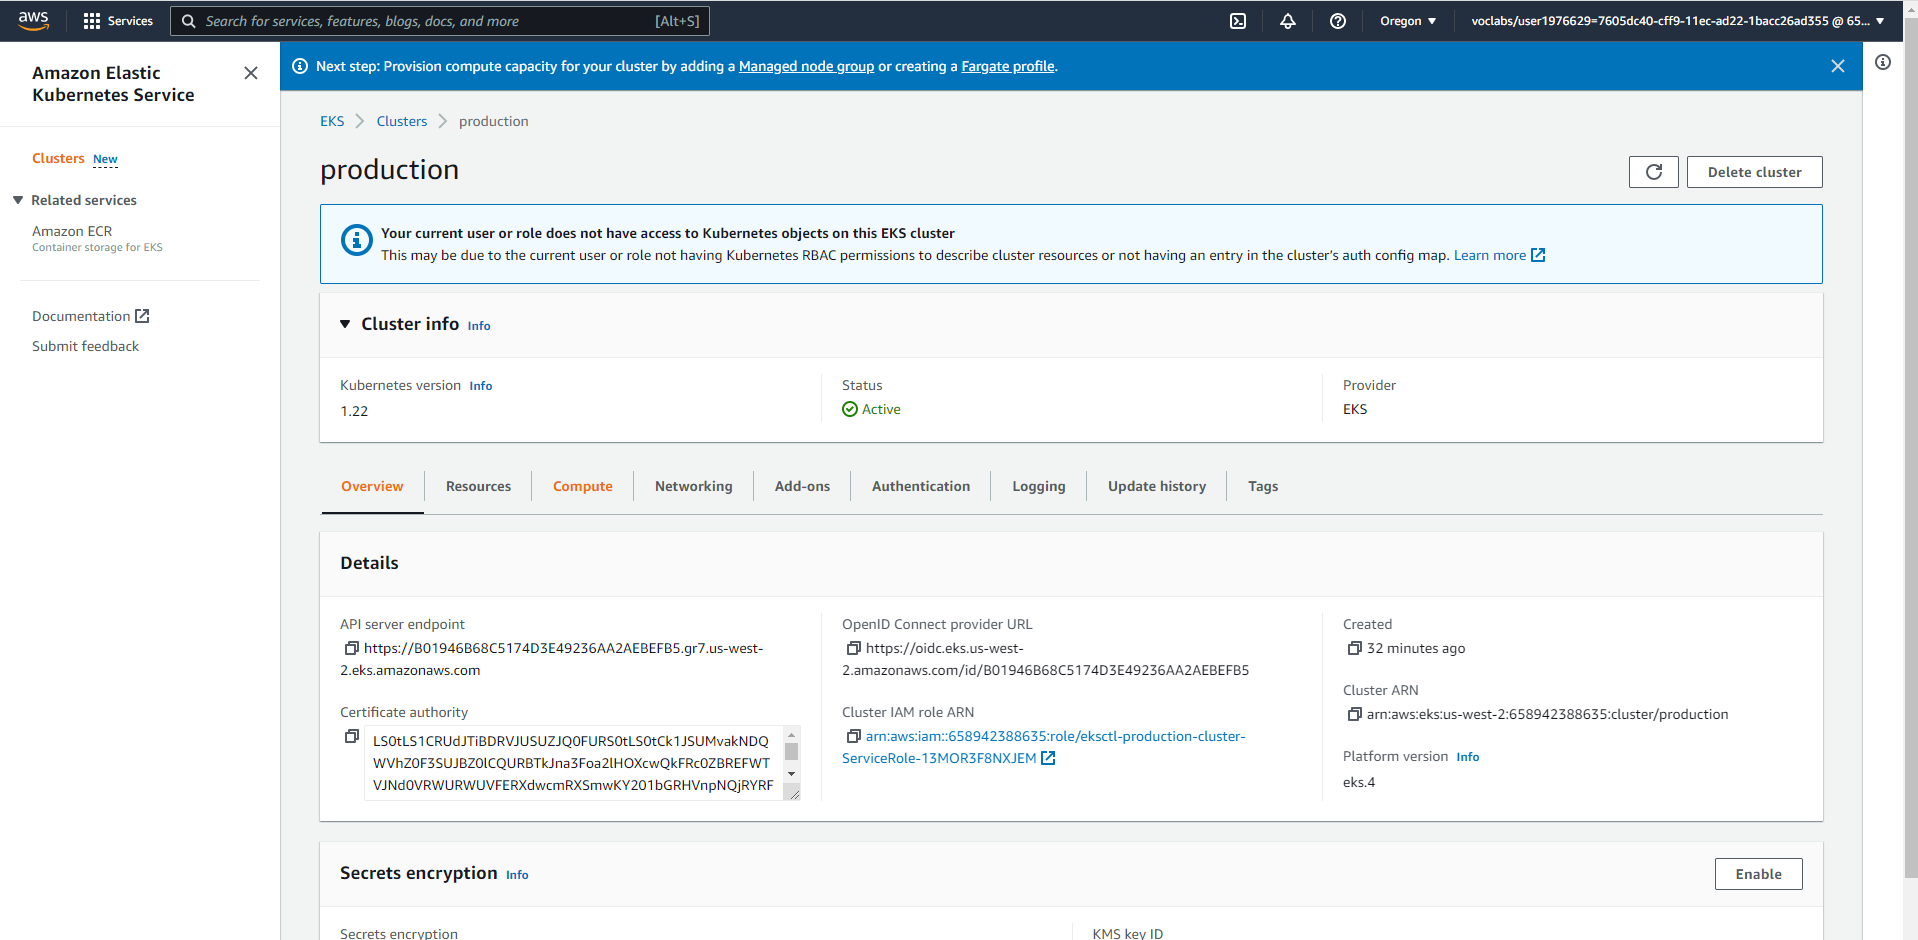 aws
Services
Search for services, features, blogs, docs, and more
[Alt+S]
Oregon
voclabs/user1976629=7605dc40-cff9-11ec-ad22-1bacc26ad355 @ 65...
Amazon Elastic
Kubernetes Service
Clusters New
Related services
Amazon ECR
Container storage for EKS
Documentation
Submit feedback
Next step: Provision compute capacity for your cluster by adding a Managed node group or creating a Fargate profile.
EKS
Clusters
production
production
Delete cluster
Your current user or role does not have access to Kubernetes objects on this EKS cluster
This may be due to the current user or role not having Kubernetes RBAC permissions to describe cluster resources or not having an entry in the cluster's auth config map. Learn more
Cluster info Info
Kubernetes version Info
1.22
Status
Active
Provider
EKS
Overview
Resources
Compute
Networking
Add-ons
Authentication
Logging
Update history
Tags
Details
API server endpoint
https://B01946B68C5174D3E49236AA2AEBEFB5.gr7.us-west-
2.eks.amazonaws.com
Certificate authority
LS0tLS1CRUdJTiBDRVJUSUZJQ0FURS0tLS0tCk1JSUMvakNDQ
WVhZ0F3SUJBZ0lCQURBTkJna3Foa2lHOXcwQkFRc0ZBREFWT
VJNd0VRWURWUVFERXdwcmRXSmwKY201bGRHVnpNQjRYRF
OpenID Connect provider URL
https://oidc.eks.us-west-
2.amazonaws.com/id/B01946B68C5174D3E49236AA2AEBEFB5
Cluster IAM role ARN
arn:aws:iam::658942388635:role/eksctl-production-cluster-
ServiceRole-13MOR3F8NXJEM
Created
32 minutes ago
Cluster ARN
arn:aws:eks:us-west-2:658942388635:cluster/production
Platform version Info
eks.4
Secrets encryption Info
Enable
Secrets encryption
KMS key ID